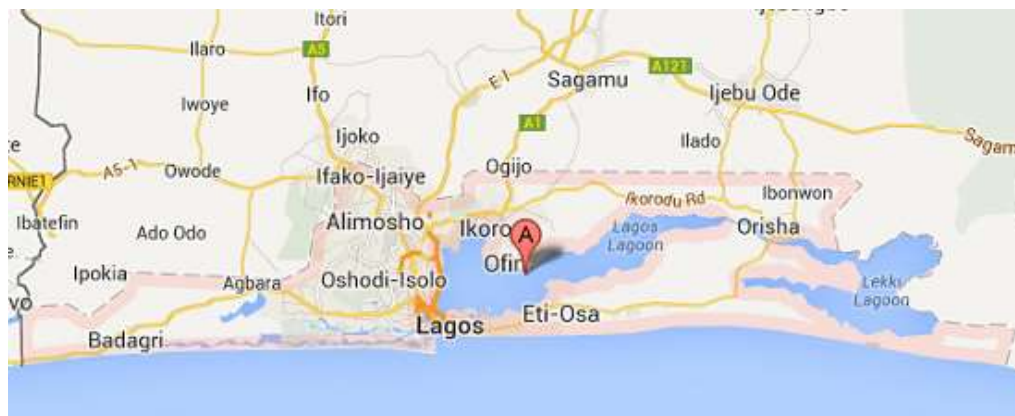 Itori
A5
Ilaro
E1
Sagamu
A121
Iwoye
Ifo
Ijebu Ode
A1
Ijoko
Ilado
Sagam
A5-1
Owode
Ifako-Ijaiye
Ogijo
RNIE1
Ibatefin
Ikorodu Rd
Ibonwon
Alimosho
Ikoro
Lagos
Lagoon
Orisha
Ado Odo
A
Ofin
Ipokia
Agbara
Oshodi-Isolo
Lekki
Lagoon
Eti-Osa
Lagos
Badagri